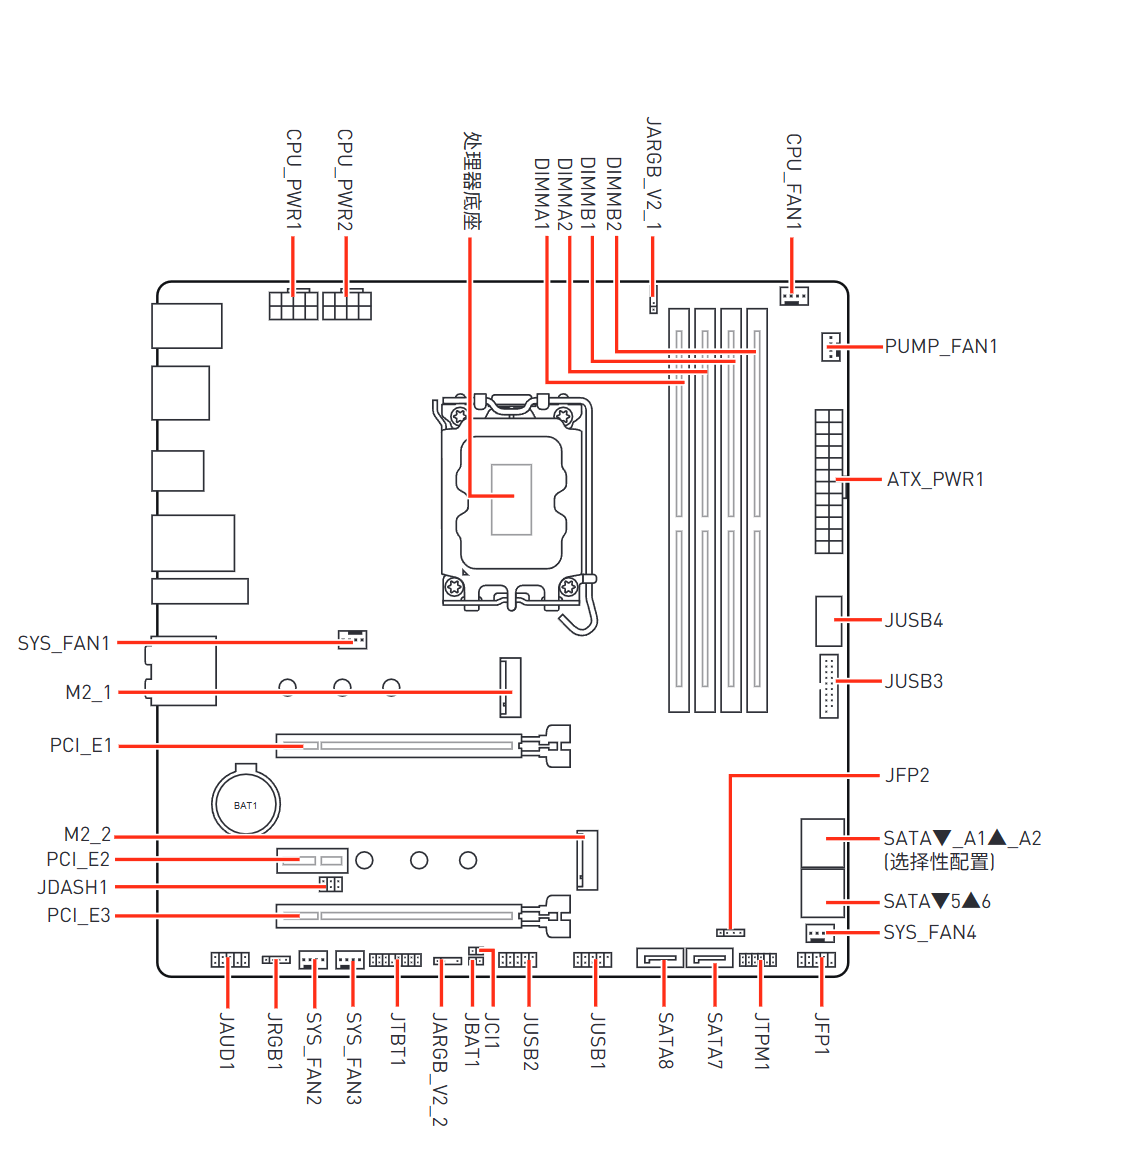 CPU_PWR1
CPU_PWR2
处理器底座
DIMMA1
DIMMA2
DIMMB1
DIMMB2
JARGB_V2_1
CPU_FAN1
PUMP_FAN1
ATX_PWR1
JUSB4
SYS_FAN1
JUSB3
M2_1
PCI_E1
JFP2
BAT1
M2_2
SATA▼_A1▲_A2
(选择性配置)
PCI_E2
JDASH1
SATA▼5▲6
PCI_E3
SYS_FAN4
JAUD1
JRGB1
SYS_FAN2
SYS_FAN3
JTBT1
JARGB_V2_2
JBAT1
JCI1
JUSB2
JUSB1
SATA8
SATA7
JTPM1
JFP1